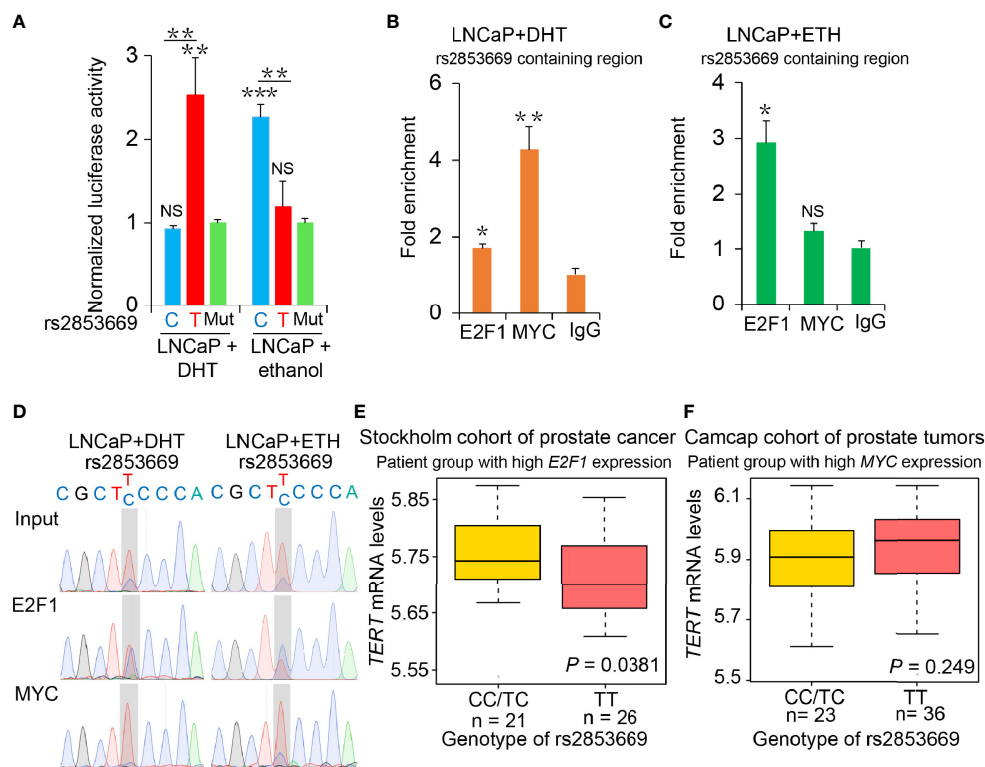 A
Normalized luciferase activity
3
2
1
0
** 
**
NS
***
**
NS
rs2853669
C T Mut C T Mut
LNCaP + DHT
LNCaP + ethanol
B
LNCaP+DHT
rs2853669 containing region
Fold enrichment
6
4
2
0
*
**
E2F1 MYC IgG
C
LNCaP+ETH
rs2853669 containing region
Fold enrichment
4
3
2
1
0
*
NS
E2F1 MYC IgG
D
LNCaP+DHT LNCaP+ETH
rs2853669 rs2853669
T T
C G C T C C C C A C G C T C C C C A
Input
E2F1
MYC
E
Stockholm cohort of prostate cancer
Patient group with high E2F1 expression
TERT mRNA levels
5.85
5.75
5.65
5.55
P = 0.0381
CC/TC TT
n = 21 n = 26
Genotype of rs2853669
F
Camcap cohort of prostate tumors
Patient group with high MYC expression
TERT mRNA levels
6.1
5.9
5.7
5.5
P = 0.249
CC/TC TT
n= 23 n= 36
Genotype of rs2853669